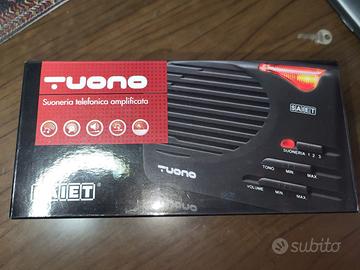 TUONO
Suoneria telefonica amplificata
SAIET
SUONERIA 1 2 3
TONO MIN MAX
VOLUME MIN MAX
TUONO
SAIET
subito